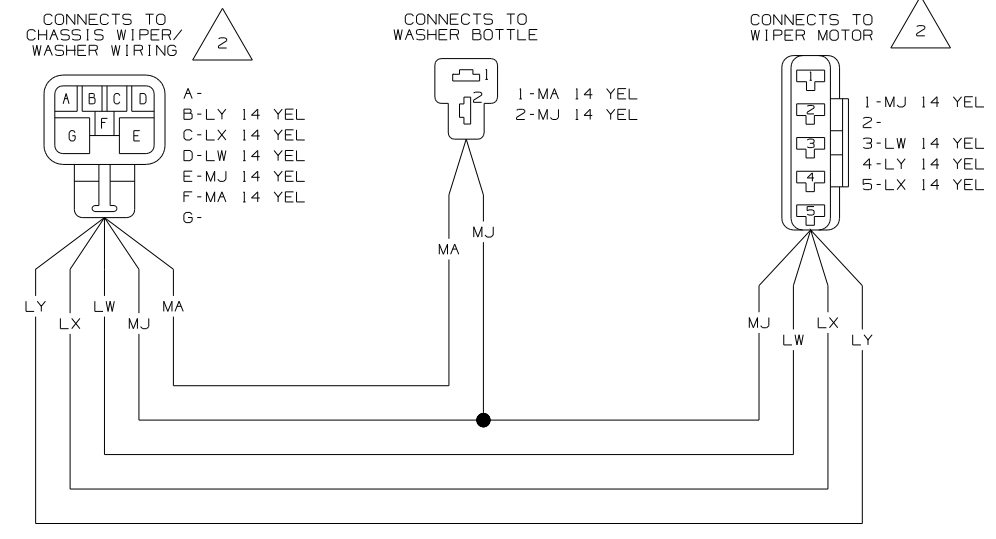 CONNECTS TO
CHASSIS WIPER/
WASHER WIRING
2
A
B
C
D
G
F
E
A-
B-LY 14 YEL
C-LX 14 YEL
D-LW 14 YEL
E-MJ 14 YEL
F-MA 14 YEL
G-
LY
LX
LW
MJ
MA
CONNECTS TO
WASHER BOTTLE
1
2
1-MA 14 YEL
2-MJ 14 YEL
MA
MJ
CONNECTS TO
WIPER MOTOR
2
1
2
3
4
5
1-MJ 14 YEL
2-
3-LW 14 YEL
4-LY 14 YEL
5-LX 14 YEL
MJ
LW
LX
LY